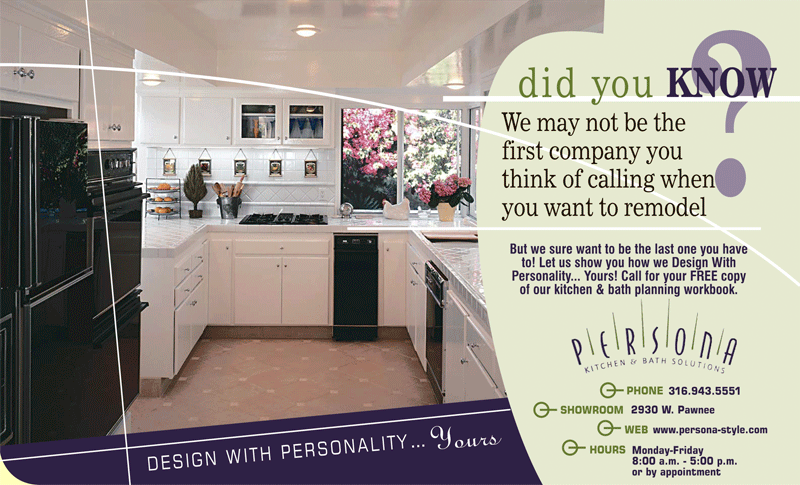 did you KNOW
?
We may not be the
first company you
think of calling when
you want to remodel
But we sure want to be the last one you have
to! Let us show you how we Design With
Personality... Yours! Call for your FREE copy
of our kitchen & bath planning workbook.
PERSONA
KITCHEN & BATH SOLUTIONS
PHONE 316.943.5551
SHOWROOM 2930 W. Pawnee
WEB www.persona-style.com
HOURS Monday-Friday
8:00 a.m. - 5:00 p.m.
or by appointment
DESIGN WITH PERSONALITY... Yours